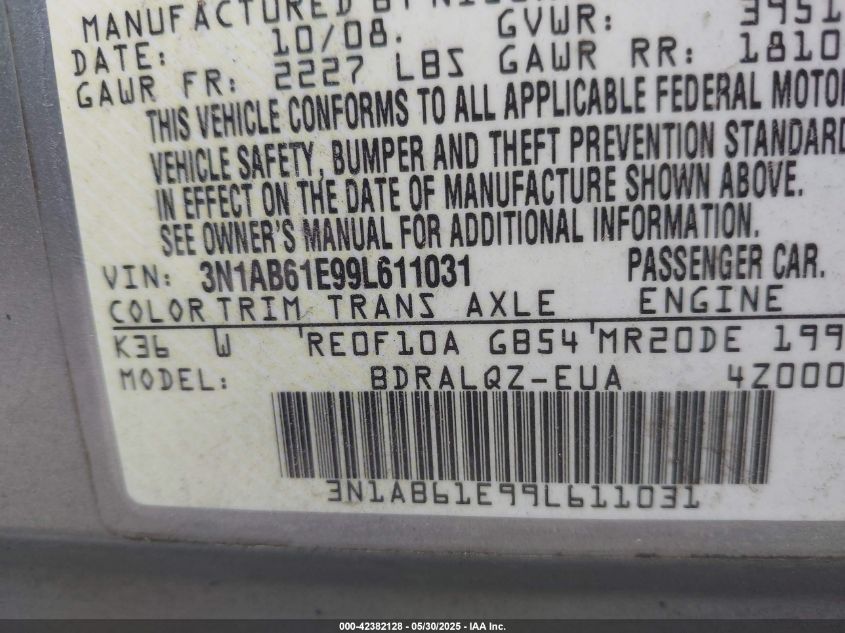 MANUFACTURED BY
DATE: 10/08. GVWR: 3951
GAWR FR: 2227 LBS GAWR RR: 1810
THIS VEHICLE CONFORMS TO ALL APPLICABLE FEDERAL MOTOR
VEHICLE SAFETY, BUMPER AND THEFT PREVENTION STANDARD
IN EFFECT ON THE DATE OF MANUFACTURE SHOWN ABOVE.
SEE OWNER'S MANUAL FOR ADDITIONAL INFORMATION.
VIN: 3N1AB61E99L611031 PASSENGER CAR.
COLOR TRIM TRANS AXLE ENGINE
K36 W 'RE0F10A GB54 'MR20DE 199
MODEL: BDRALQZ-EUA 4Z000
3N1AB61E99L611031
000-42382128 - 05/30/2025 - IAA Inc.